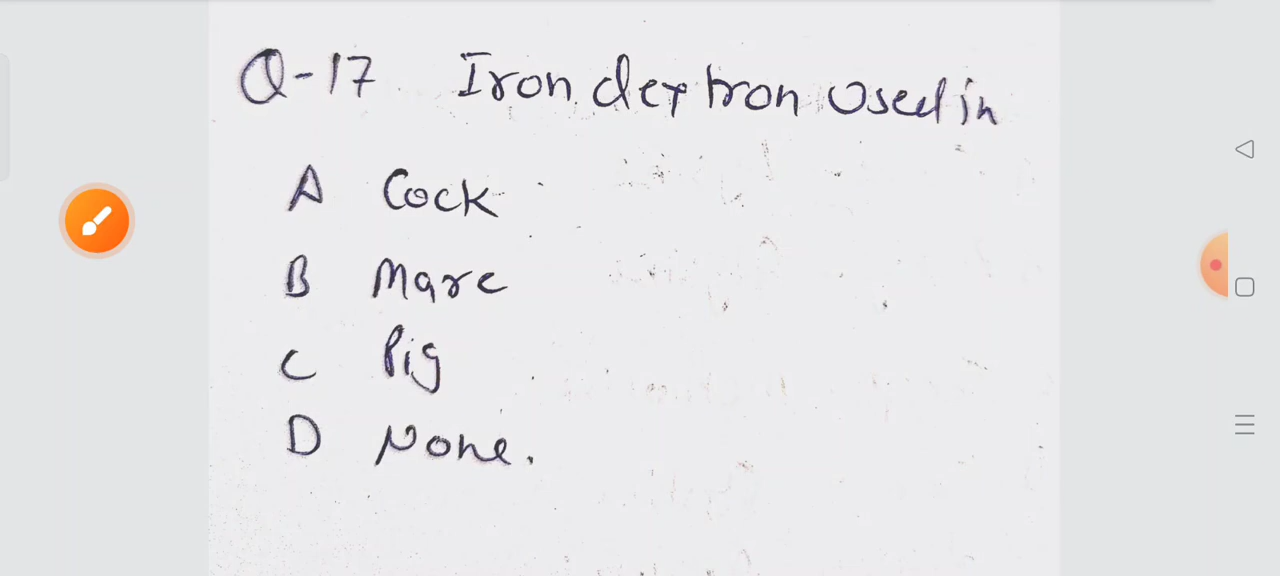 Q-17 Iron dextron used in
A Cock
B Mare
C Pig
D None.